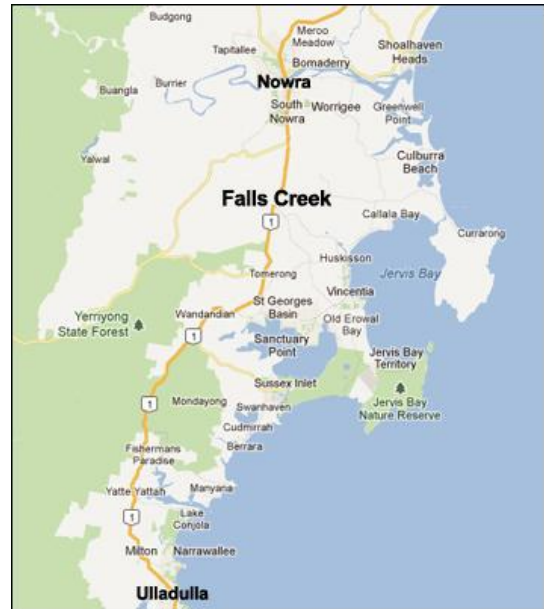 Budgong
Meroo
Meadow
Tapitallee
Shoalhaven
Heads
Bomaderry
Nowra
Burrier
Buangla
South
Nowra
Worrigee
Greenwell
Point
Yalwal
Culburra
Beach
Falls Creek
Callala Bay
1
Currarong
Huskisson
Jervis Bay
Tomerong
Vincentia
St Georges
Basin
Wandandian
Yerriyong
State Forest
Old Erowal
Bay
1
Sanctuary
Point
Jervis Bay
Territory
Sussex Inlet
Mondayong
1
Swanhaven
Jervis Bay
Nature Reserve
Cudmirrah
Berrara
Fishermans
Paradise
Yatte Yattah
Manyana
1
Lake
Conjola
Milton
Narrawallee
Ulladulla